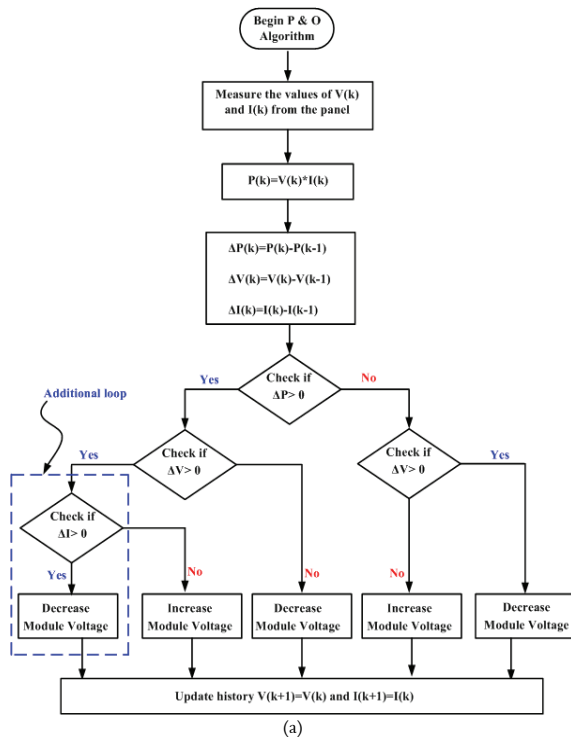 Begin P & O
Algorithm
Measure the values of V(k)
and I(k) from the panel
P(k)=V(k)*I(k)
ΔP(k)=P(k)-P(k-1)
ΔV(k)=V(k)-V(k-1)
ΔI(k)=I(k)-I(k-1)
Yes
Check if
ΔP> 0
No
Additional loop
Yes
Check if
ΔV> 0
Check if
ΔV> 0
Yes
Check if
ΔI> 0
Yes
No
No
No
Decrease
Module Voltage
Increase
Module Voltage
Decrease
Module Voltage
Increase
Module Voltage
Decrease
Module Voltage
Update history V(k+1)=V(k) and I(k+1)=I(k)
(a)